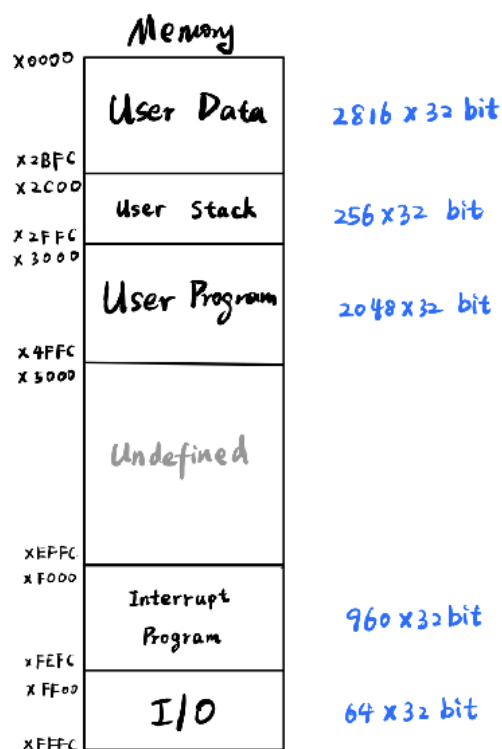 Memory
x0000
User Data
2816 x 32 bit
x2BFC
x2C00
User Stack
256 x 32 bit
x2FFC
x3000
User Program
2048 x 32 bit
x4FFC
x5000
Undefined
xEFFC
xF000
Interrupt
Program
960 x 32 bit
xFEFC
xFF00
I/O
64 x 32 bit
xFFFC